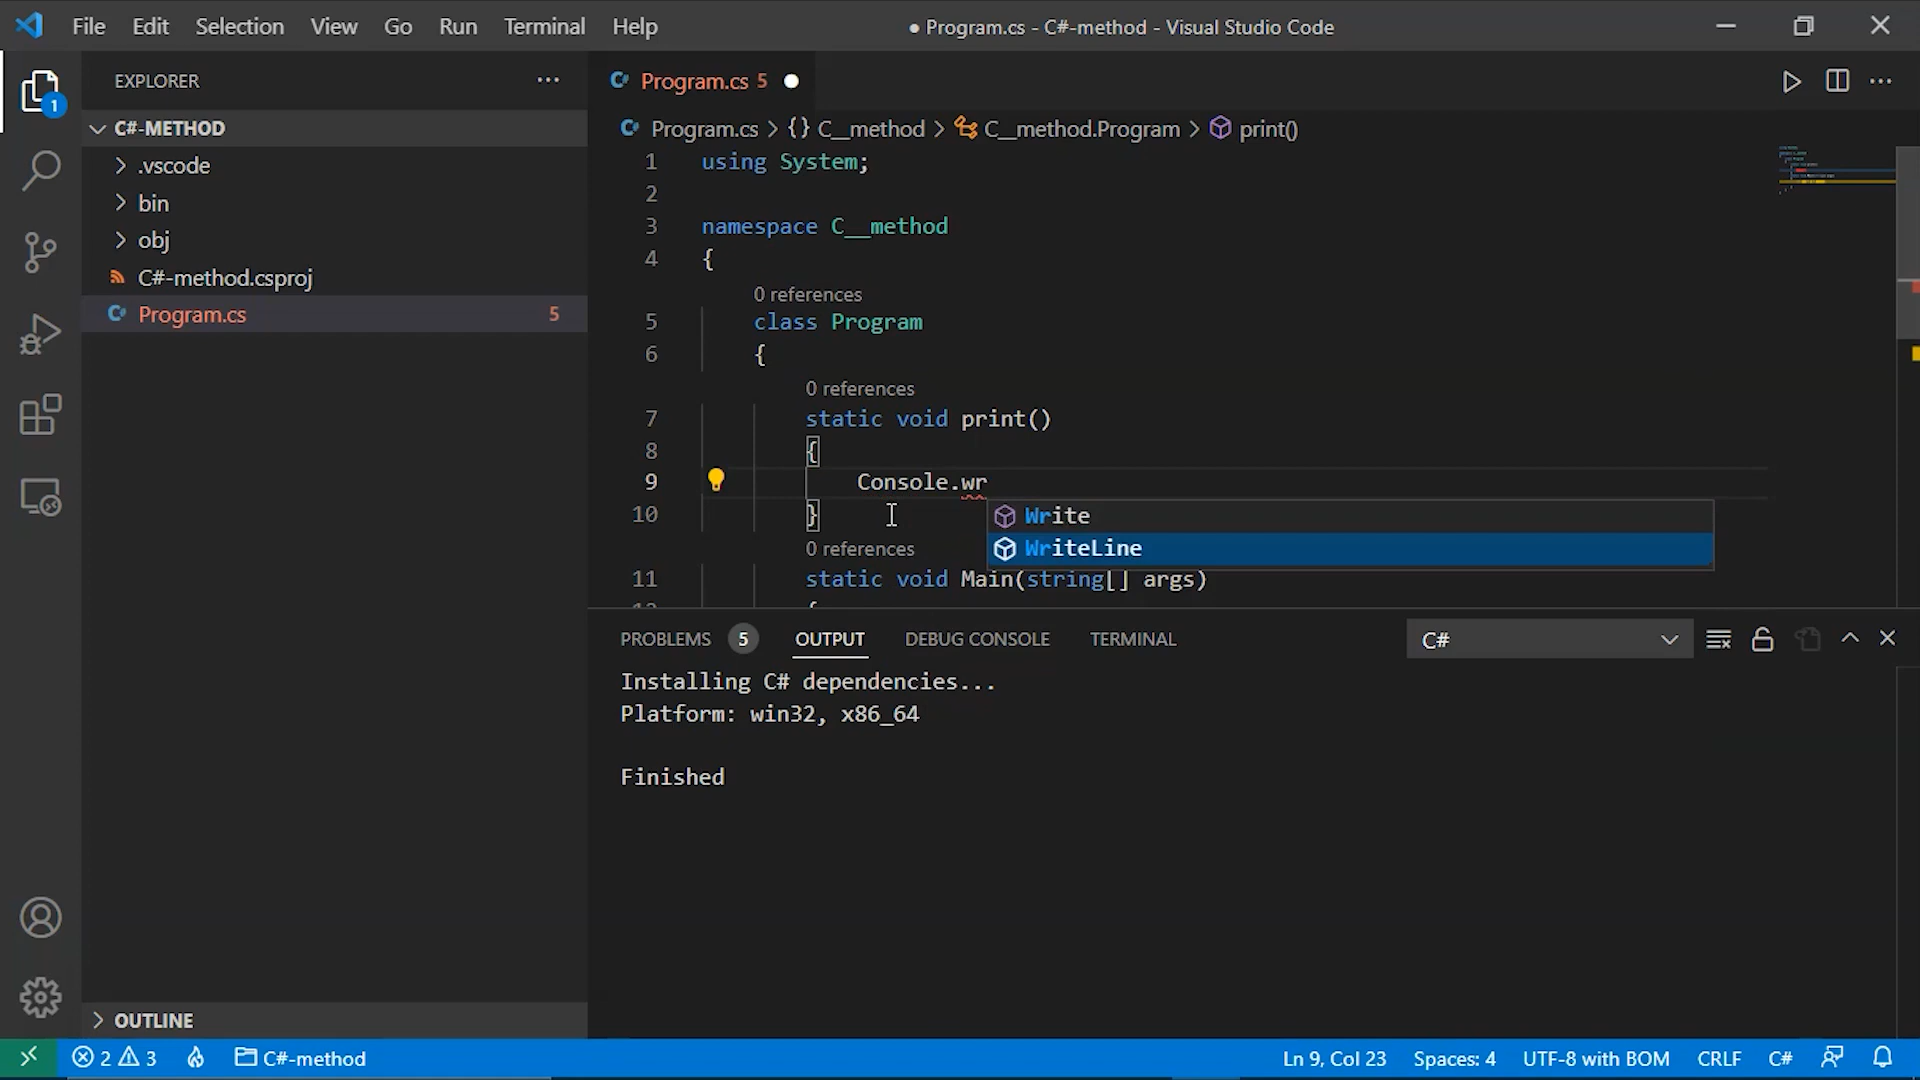 File Edit Selection View Go Run Terminal Help
● Program.cs - C#-method - Visual Studio Code
EXPLORER
1
C#-METHOD
.vscode
bin
obj
C#-method.csproj
Program.cs 5
OUTLINE
Program.cs 5
Program.cs > {} C__method > C__method.Program > print()
1 using System;
2
3 namespace C__method
4 {
0 references
5 class Program
6 {
0 references
7 static void print()
8 {
9 Console.wr
Write
10 }
WriteLine
0 references
11 static void Main(string[] args)
PROBLEMS 5 OUTPUT DEBUG CONSOLE TERMINAL C#
Installing C# dependencies...
Platform: win32, x86_64
Finished
2 3 C#-method Ln 9, Col 23 Spaces: 4 UTF-8 with BOM CRLF C#